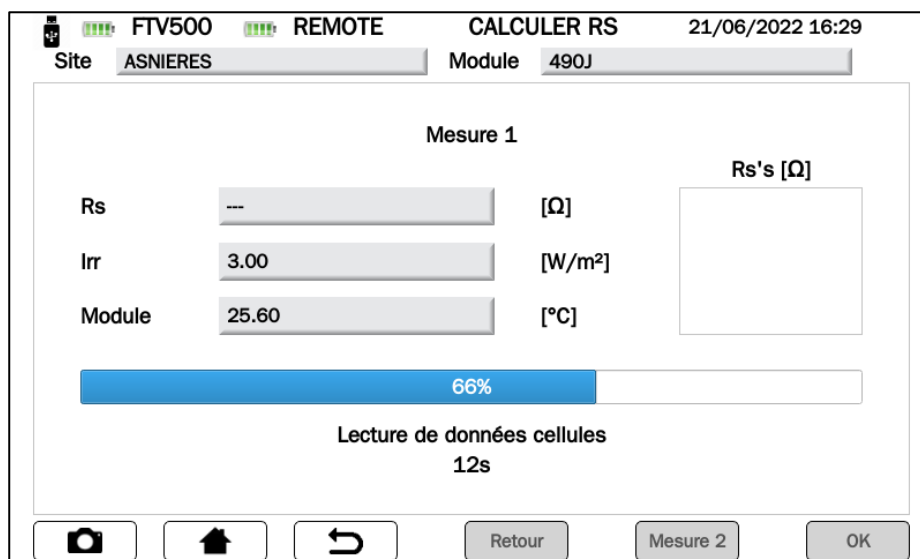 FTV500 REMOTE CALCULER RS 21/06/2022 16:29
Site ASNIERES Module 490J
Mesure 1
Rs's [Ω]
Rs --- [Ω]
Irr 3.00 [W/m²]
Module 25.60 [°C]
66%
Lecture de données cellules
12s
Retour Mesure 2 OK